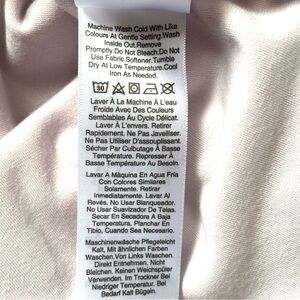 Machine Wash Cold With Like
Colours At Gentle Setting.Wash
Inside Out.Remove
Promptly.Do Not Bleach.Do Not
Use Fabric Softener.Tumble
Dry At Low Temperature.Cool
Iron As Needed.
30
Laver À La Machine À L'eau
Froide Avec Des Couleurs
Semblables Au Cycle Délicat.
Laver À L'envers. Retirer
Rapidement. Ne Pas Javelliser.
Ne Pas Utiliser D'assouplissant.
Sécher Par Culbutage À Basse
Température. Represser À
Basse Température Au Besoin.
Lavar A Máquina En Agua Fría
Con Colores Similares
Solamente. Retirar
Inmediatamente. Lavar Al
Revés. No Usar Blanqueador.
No Usar Suavizador De Telas.
Secar En Secadora A Baja
Temperatura. Planchar En
Tibio, Cuando Sea Necesario.
Maschinenwäsche Pflegeleicht
Kalt, Mit ähnlichen Farben
Waschen.Von Links Waschen.
Direkt Entnehmen. Nicht
Bleichen. Keinen Weichspüler
Verwenden. Im Trockner Bei
Niedriger Temperatur. Bei
Bedarf Kalt Bügeln.